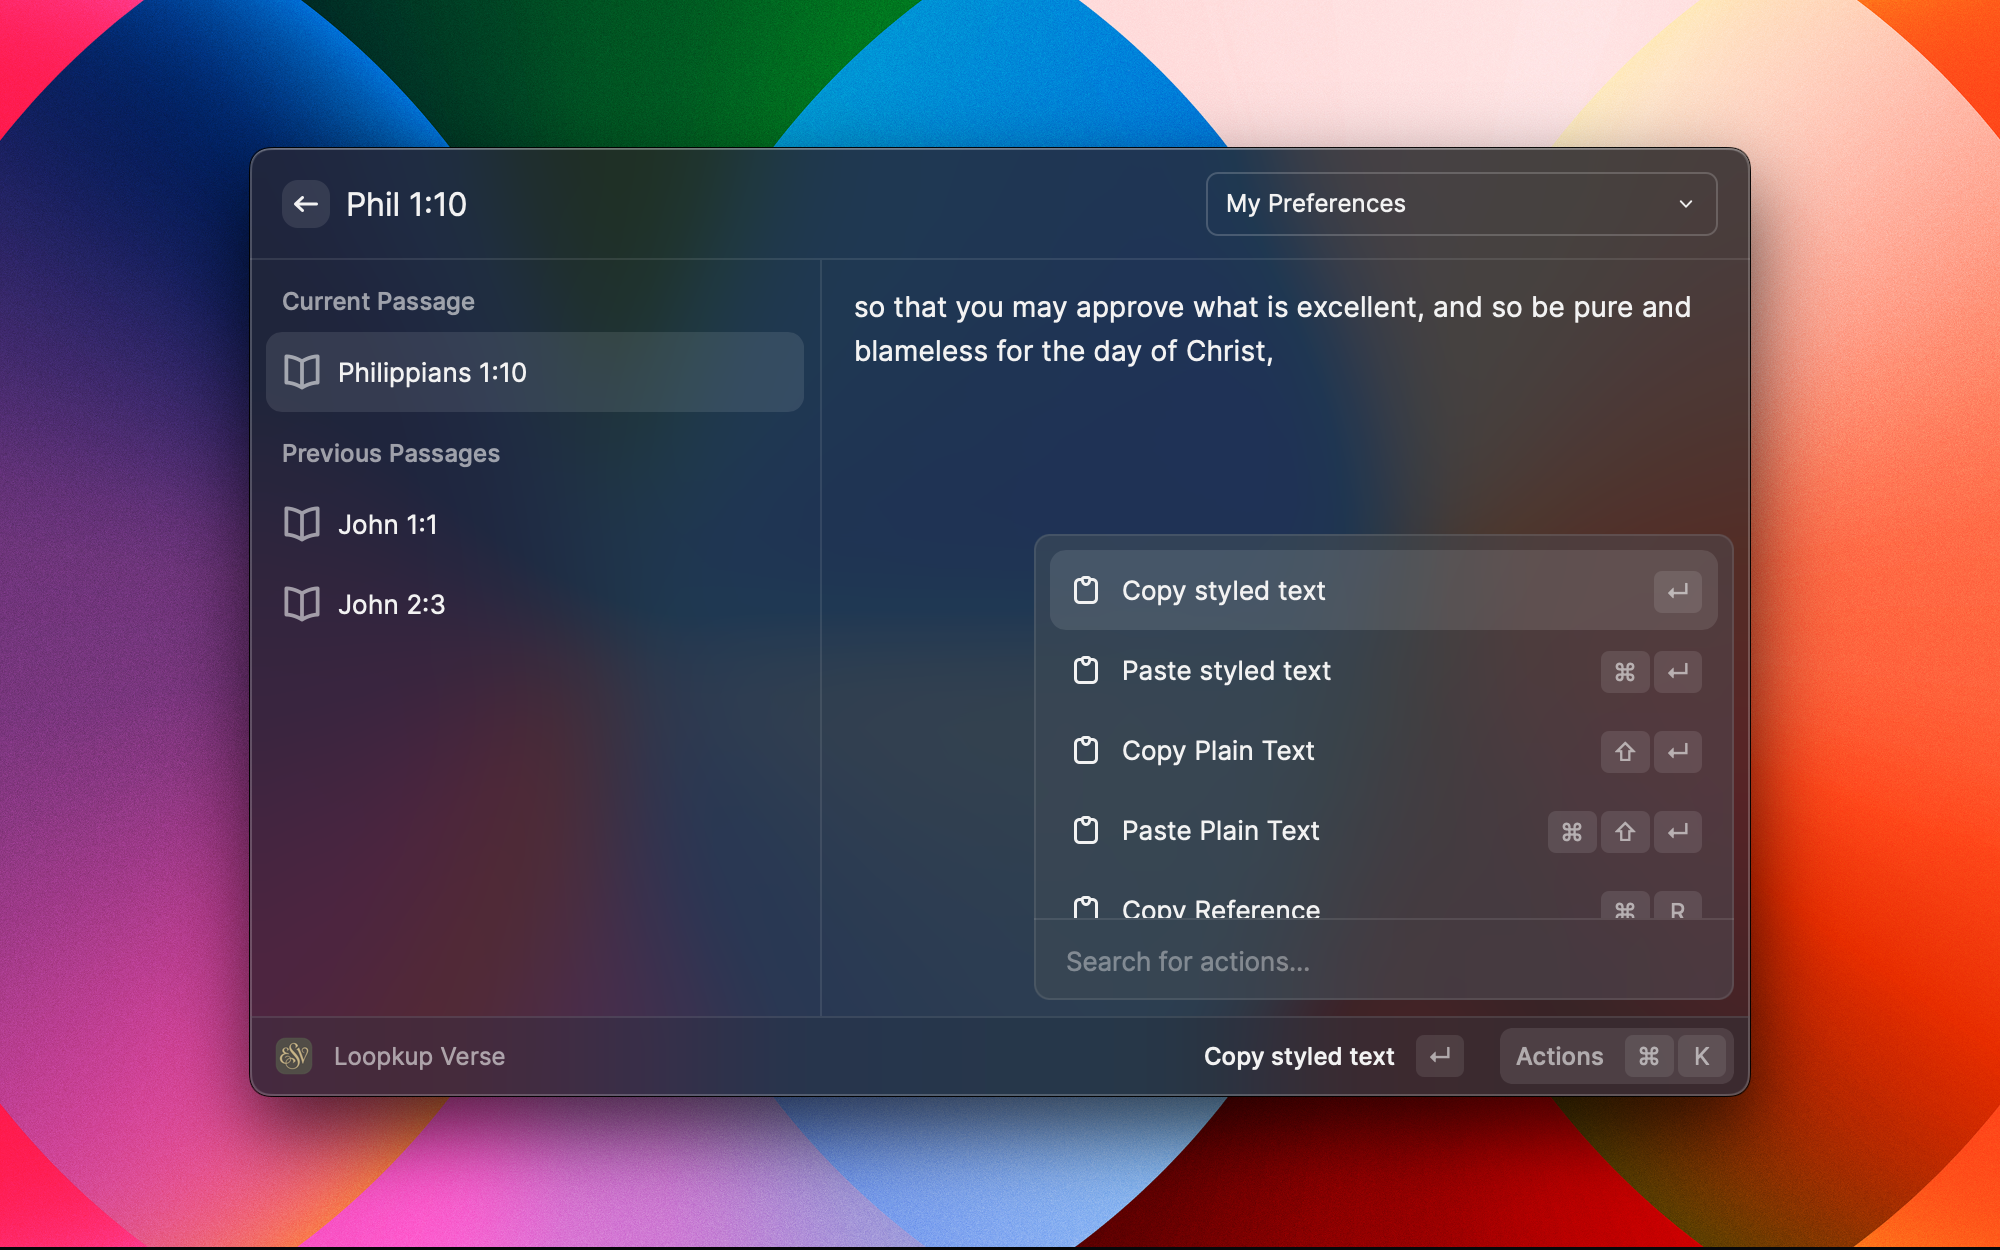 Phil 1:10
My Preferences
Current Passage
Philippians 1:10
Previous Passages
John 1:1
John 2:3
so that you may approve what is excellent, and so be pure and
blameless for the day of Christ,
Copy styled text
Paste styled text
⌘
Copy Plain Text
Paste Plain Text
⌘
Copy Reference
⌘ R
Search for actions...
ESV
Loopkup Verse
Copy styled text
Actions ⌘ K